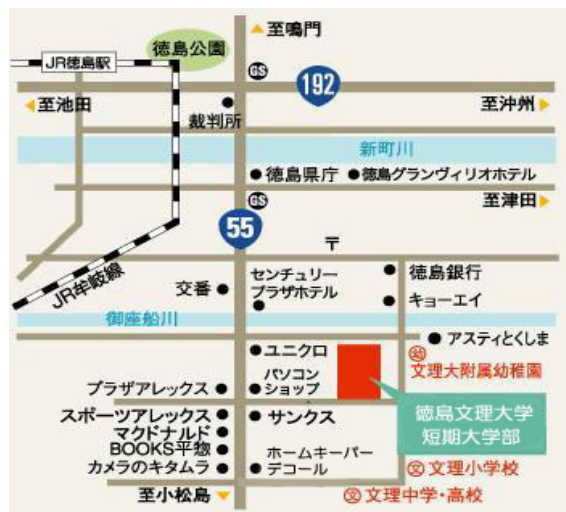 至鳴門
徳島公園
JR徳島駅
GS
192
至池田
至沖州
裁判所
新町川
徳島県庁
徳島グランヴィリオホテル
GS
至津田
55
〒
JR牟岐線
センチュリー
プラザホテル
徳島銀行
交番
キョーエイ
御座船川
アスティとくしま
ユニクロ
幼
文理大附属幼稚園
パソコン
ショップ
プラザアレックス
徳島文理大学
短期大学部
スポーツアレックス
サンクス
マクドナルド
BOOKS平惣
ホームキーパー
デコール
カメラのキタムラ
文 文理小学校
至小松島
文 文理中学・高校